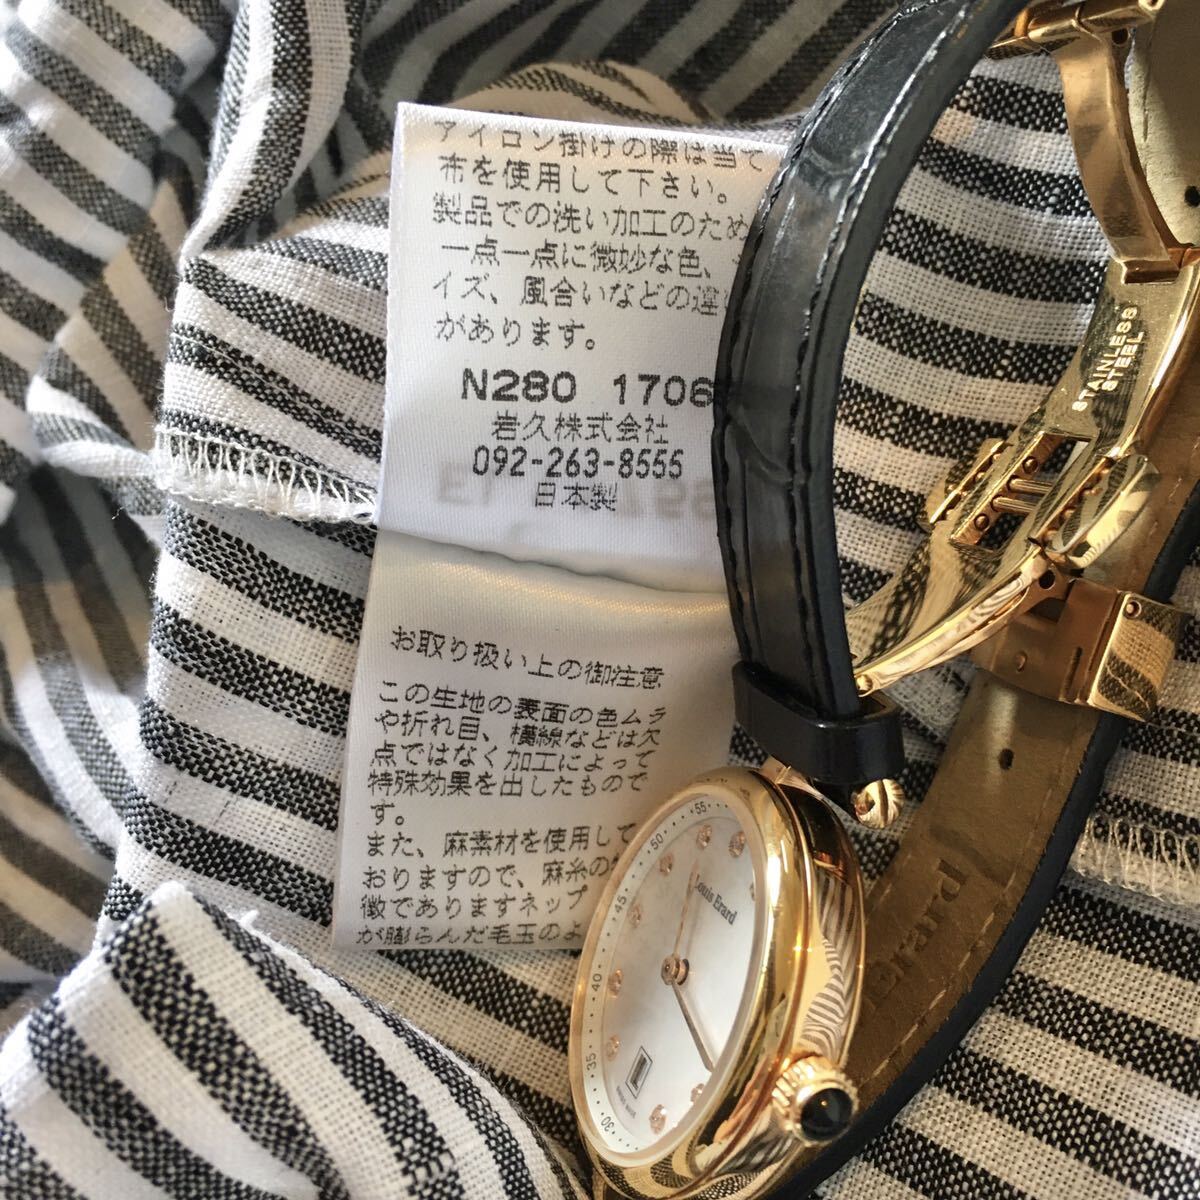 アイロン掛けの際は当て
布を使用して下さい。
製品での洗い加工のため
一点一点に微妙な色、
イズ、風合いなどの違
があります。
N280 1706
岩久株式会社
092-263-8555
日本製
お取り扱い上の御注意
この生地の表面の色ムラ
や折れ目、横線などは欠
点ではなく加工によって
特殊効果を出したもので
す。
また、麻素材を使用して
おりますので、麻糸の
徴でありますネップ
が膨らんだ毛玉のよ
STAINLESS
STEEL
Louis Erard
55
50
45
40
35
30
Erard